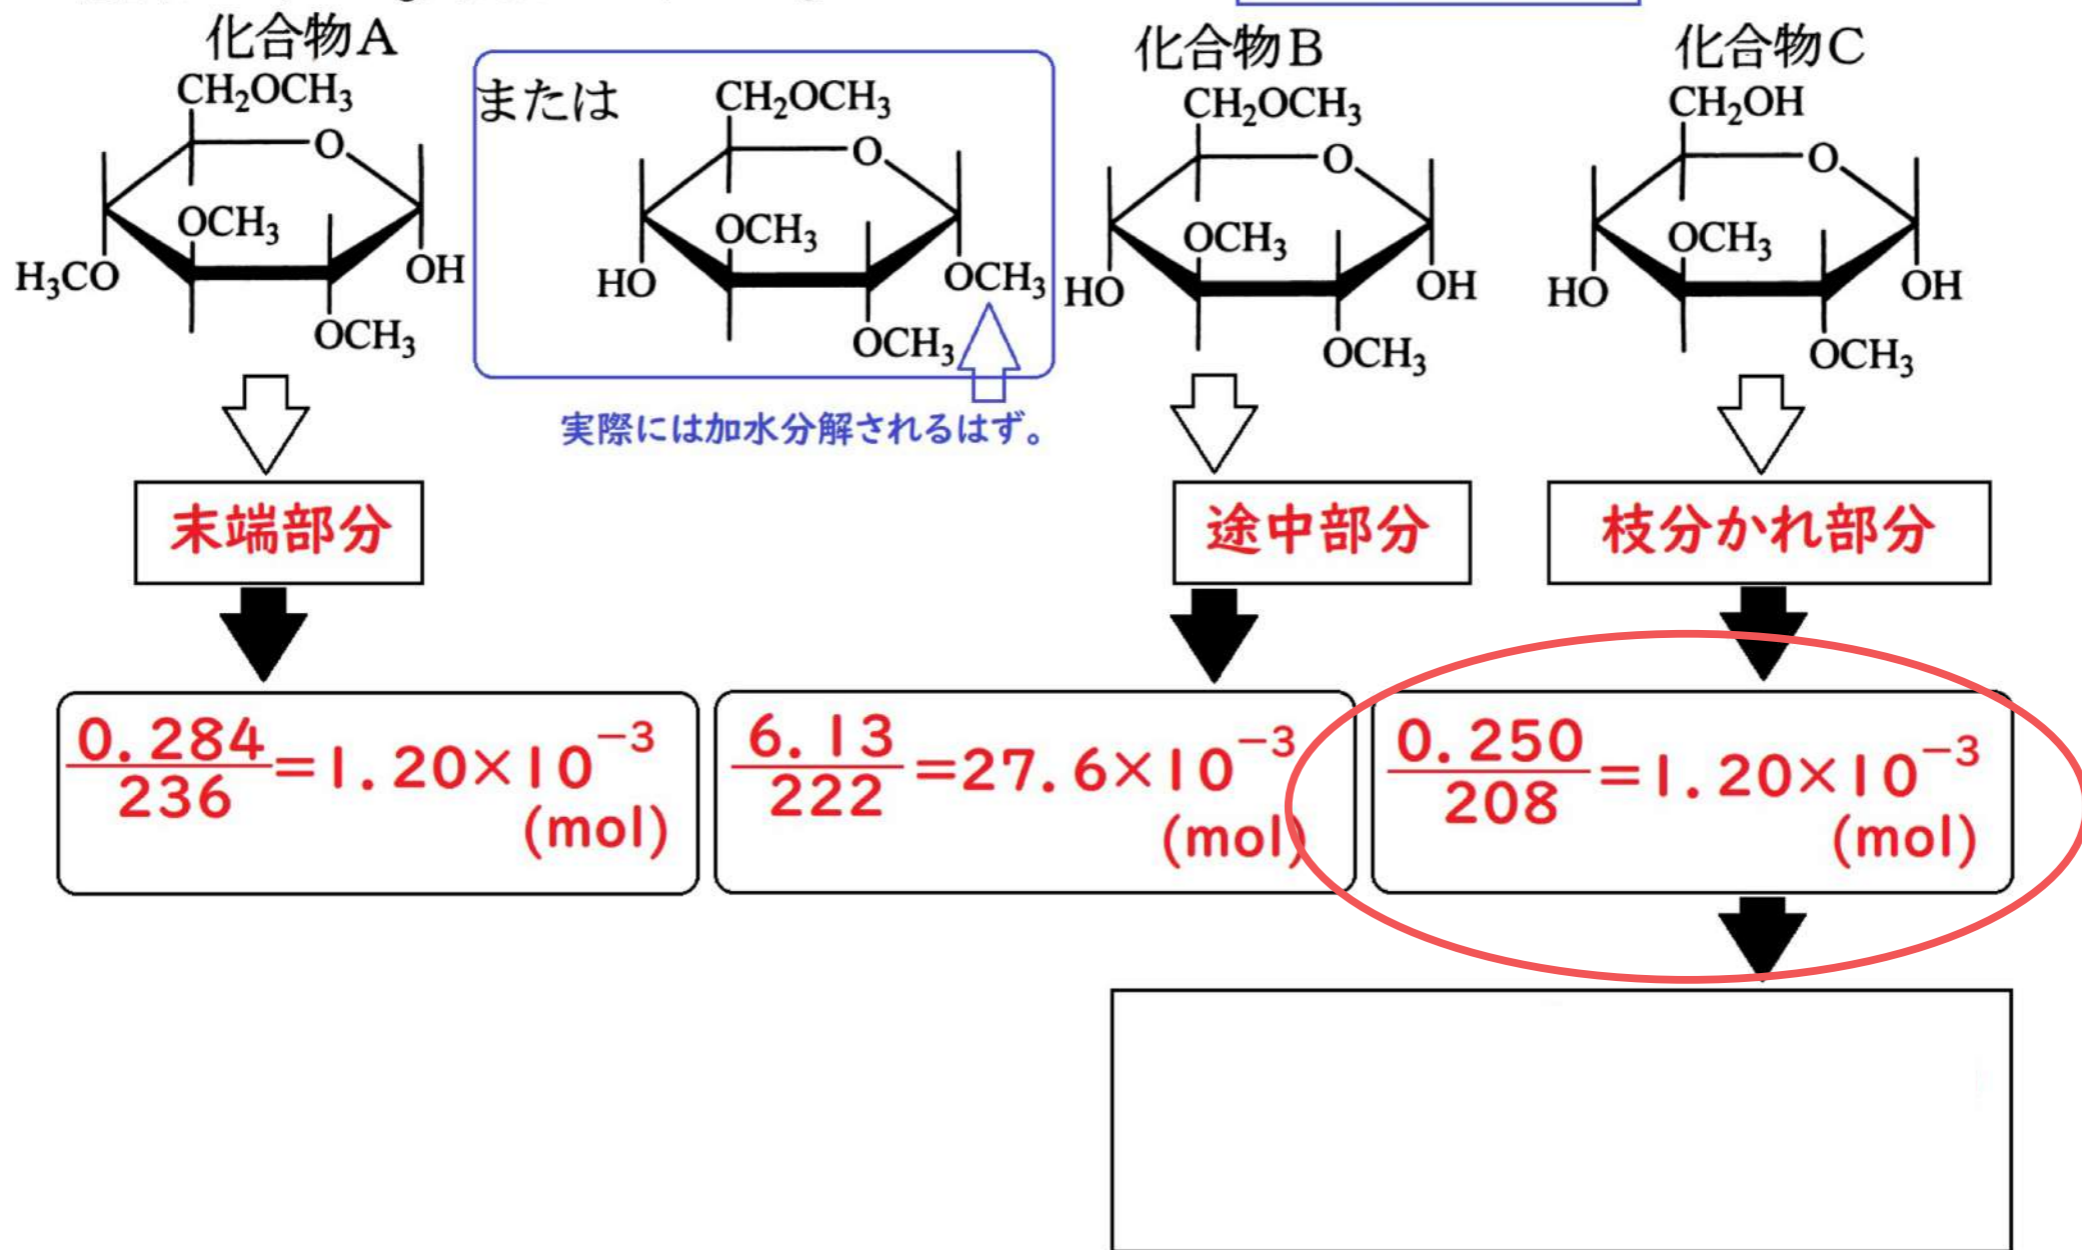 化合物A
CH₂OCH₃
O
OCH₃
H₃CO
OH
OCH₃
または
CH₂OCH₃
O
OCH₃
HO
OCH₃
OCH₃
実際には加水分解されるはず。
化合物B
CH₂OCH₃
O
OCH₃
HO
OH
OCH₃
化合物C
CH₂OH
O
OCH₃
HO
OH
OCH₃
末端部分
途中部分
枝分かれ部分
0.284/236=1.20×10⁻³
(mol)
6.13/222=27.6×10⁻³
(mol)
0.250/208=1.20×10⁻³
(mol)